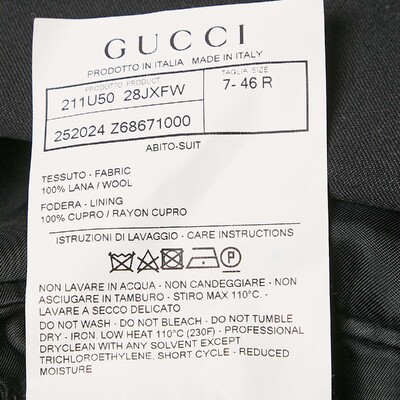 GUCCI
PRODOTTO IN ITALIA MADE IN ITALY
PRODOTTO PRODUCT
TAGLIA SIZE
211U50 28JXFW
7- 46 R
252024 Z68671000
ABITO-SUIT
TESSUTO - FABRIC
100% LANA / WOOL
FODERA - LINING
100% CUPRO / RAYON CUPRO
ISTRUZIONI DI LAVAGGIO - CARE INSTRUCTIONS
P
NON LAVARE IN ACQUA - NON CANDEGGIARE - NON
ASCIUGARE IN TAMBURO - STIRO MAX 110°C. -
LAVARE A SECCO DELICATO
DO NOT WASH - DO NOT BLEACH - DO NOT TUMBLE
DRY - IRON, LOW HEAT 110°C (230F) - PROFESSIONAL
DRYCLEAN WITH ANY SOLVENT EXCEPT
TRICHLOROETHYLENE, SHORT CYCLE - REDUCED
MOISTURE